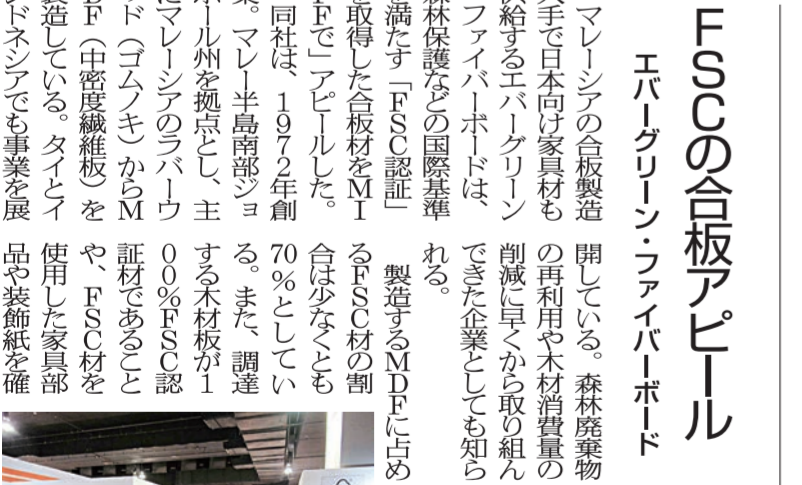 FSCの合板アピール
エバーグリーン・ファイバーボード
マレーシアの合板製造
大手で日本向け家具材も
供給するエバーグリーン
ファイバーボードは、
森林保護などの国際基準
を満たす「FSC認証」
を取得した合板材をMI
FFで」アピールした。
同社は、1972年創
業。マレー半島南部ジョ
ホール州を拠点とし、主
にマレーシアのラバーウ
ッド(ゴムノキ)からM
DF(中密度繊維板)を
製造している。タイとイ
ンドネシアでも事業を展
開している。森林廃棄物
の再利用や木材消費量の
削減に早くから取り組ん
できた企業としても知ら
れる。
製造するMDFに占め
るFSC材の割
合は少なくとも
70%としてい
る。また、調達
する木材板が1
00%FSC認
証材であること
や、FSC材を
使用した家具部
品や装飾紙を確